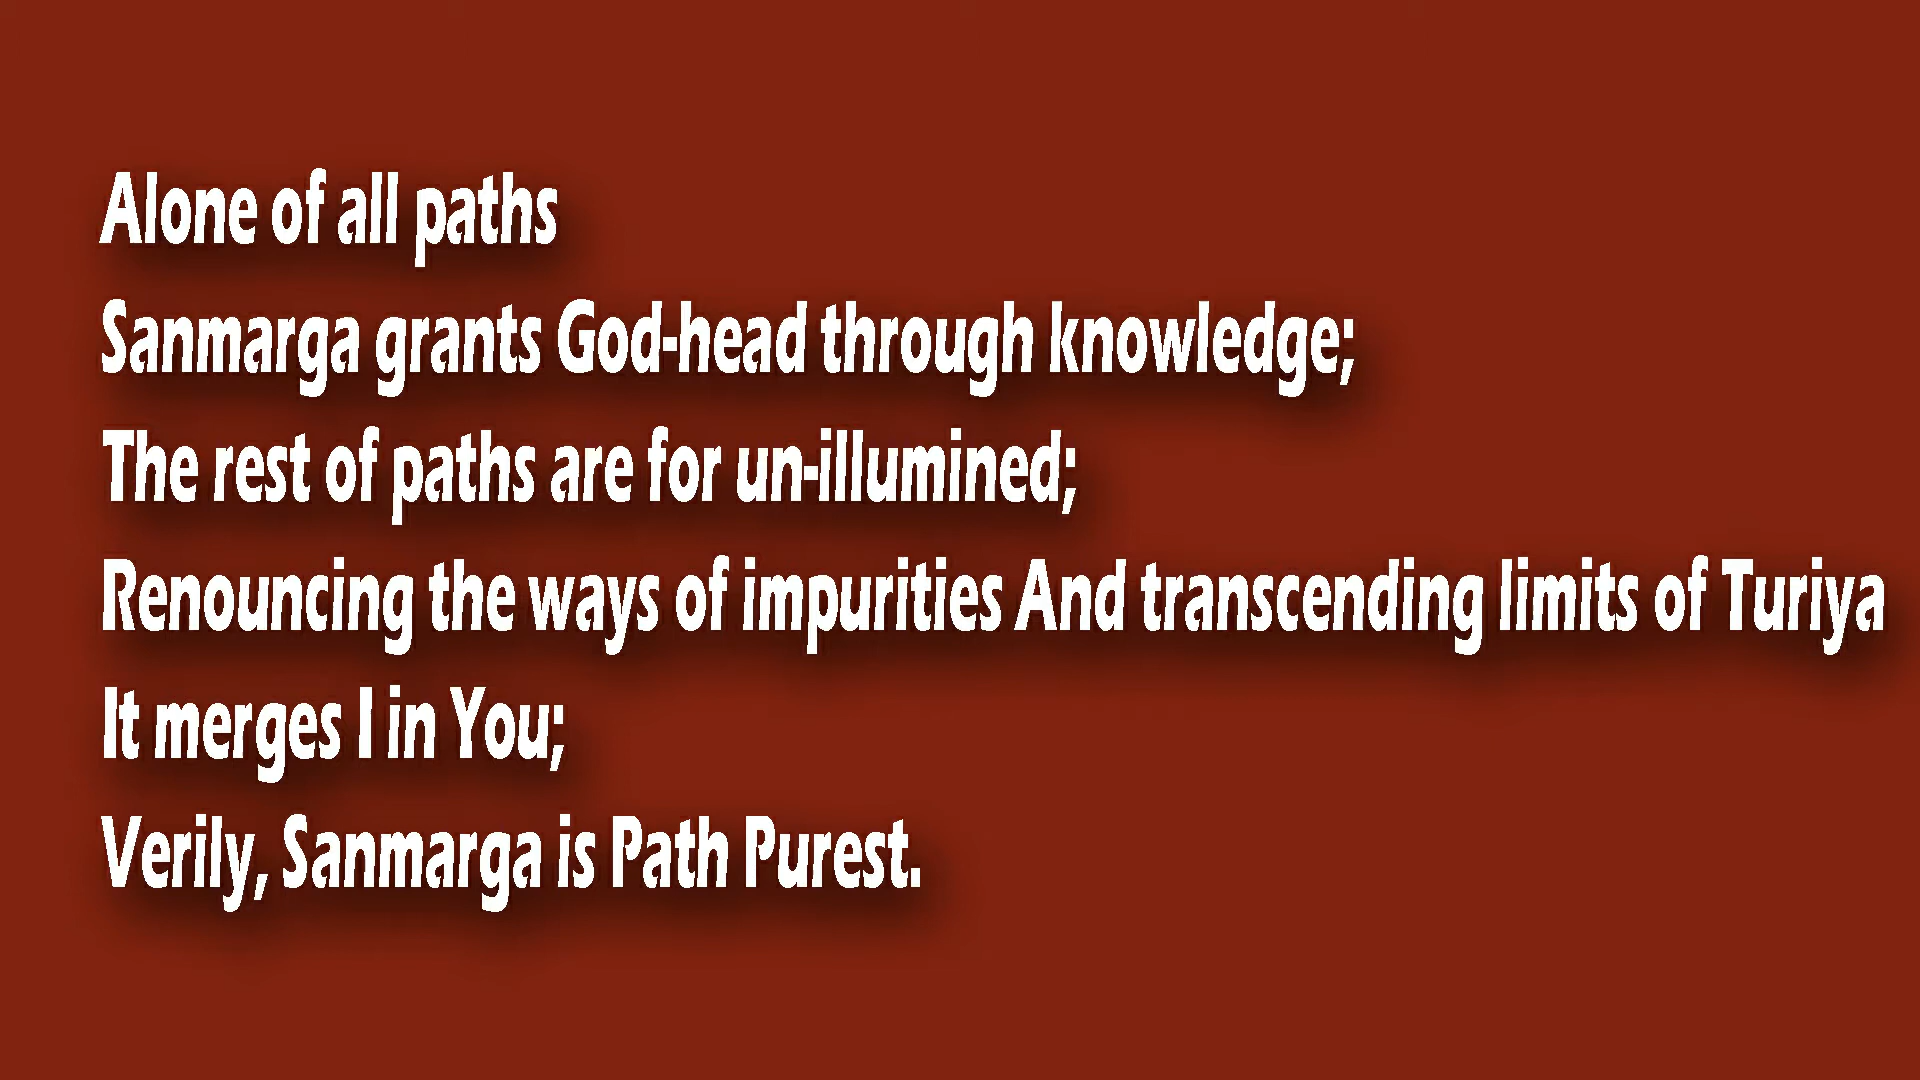 Alone of all paths
Sanmarga grants God-head through knowledge;
The rest of paths are for un-illumined;
Renouncing the ways of impurities And transcending limits of Turiya
It merges I in You;
Verily, Sanmarga is Path Purest.